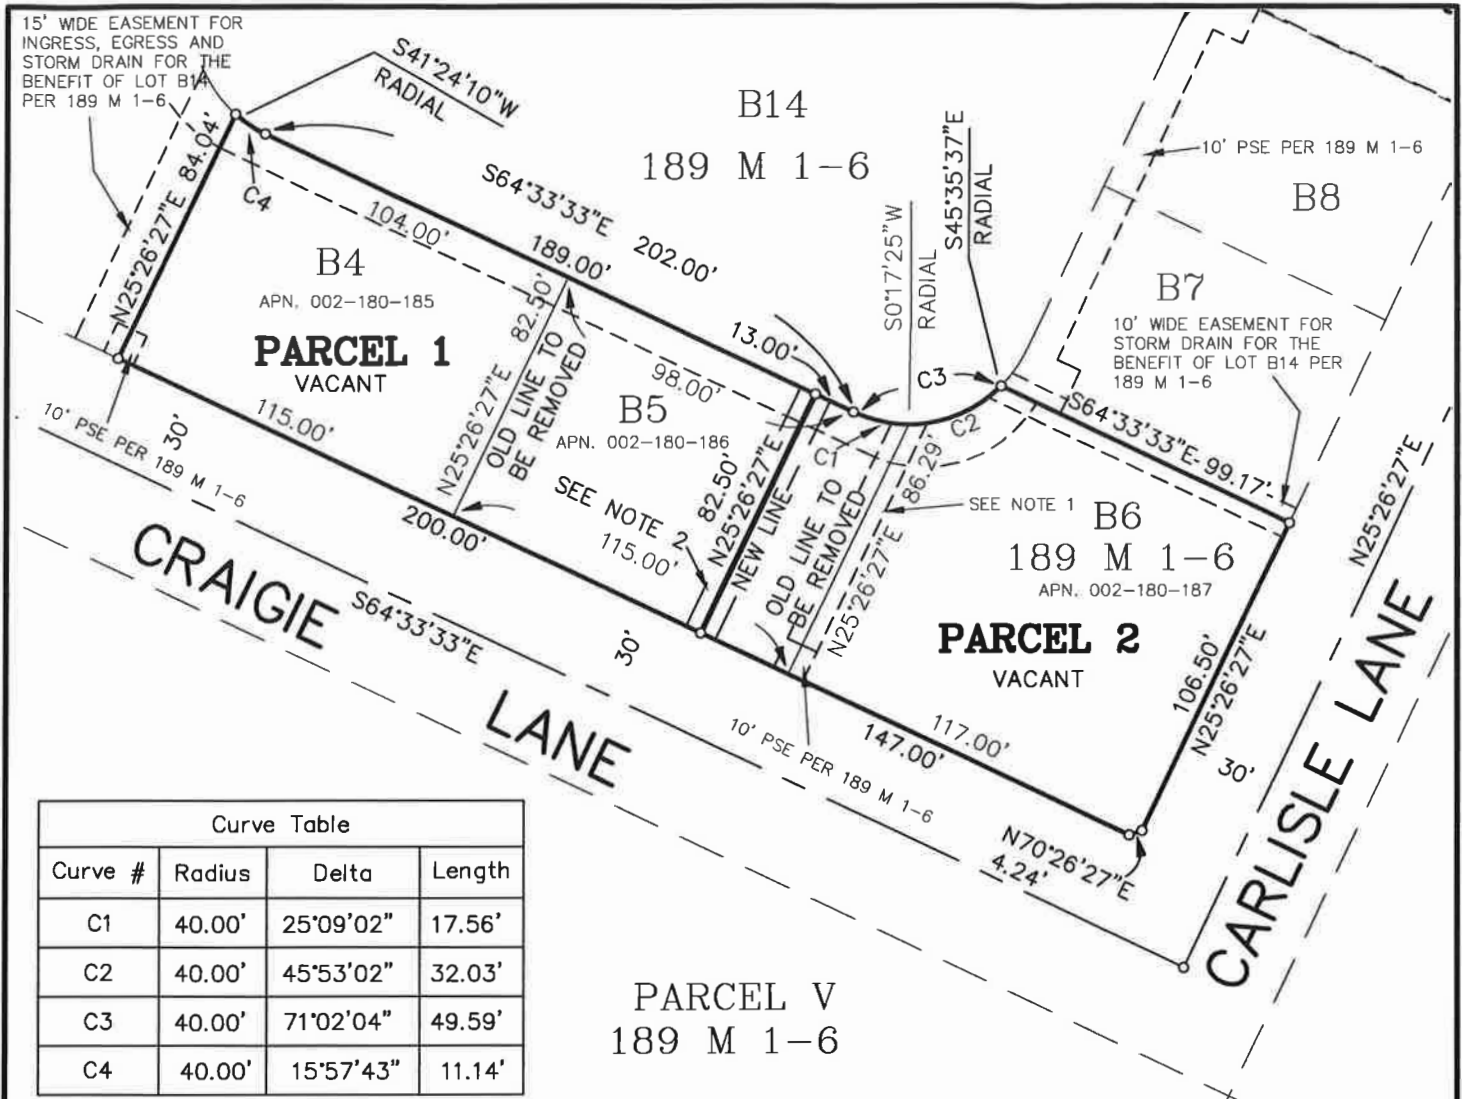 15' WIDE EASEMENT FOR
INGRESS, EGRESS AND
STORM DRAIN FOR THE
BENEFIT OF LOT B14
PER 189 M 1-6
S41°24'10"W
RADIAL
B14
189 M 1-6
S45°35'37"E
RADIAL
10' PSE PER 189 M 1-6
B8
N25°26'27"E 84.04'
C4
S64°33'33"E 202.00'
104.00'
189.00'
S0°17'25"W
RADIAL
B4
APN. 002-180-185
PARCEL 1
VACANT
N25°26'27"E 82.50'
OLD LINE TO
BE REMOVED
13.00'
C3
B7
10' WIDE EASEMENT FOR
STORM DRAIN FOR THE
BENEFIT OF LOT B14 PER
189 M 1-6
98.00'
B5
APN. 002-180-186
C1
C2
S64°33'33"E 99.17'
10' PSE PER 189 M 1-6
30'
115.00'
SEE NOTE 2
115.00'
82.50'
N25°26'27"E
NEW LINE
OLD LINE TO
BE REMOVED
86.29'
N25°26'27"E
SEE NOTE 1
B6
189 M 1-6
APN. 002-180-187
PARCEL 2
VACANT
N25°26'27"E
200.00'
CRAIGIE
LANE
S64°33'33"E
30'
106.50'
N25°26'27"E
30'
CARLISLE LANE
10' PSE PER 189 M 1-6
117.00'
147.00'
N70°26'27"E
4.24'
Curve Table
Curve # Radius Delta Length
C1 40.00' 25°09'02" 17.56'
C2 40.00' 45°53'02" 32.03'
C3 40.00' 71°02'04" 49.59'
C4 40.00' 15°57'43" 11.14'
PARCEL V
189 M 1-6